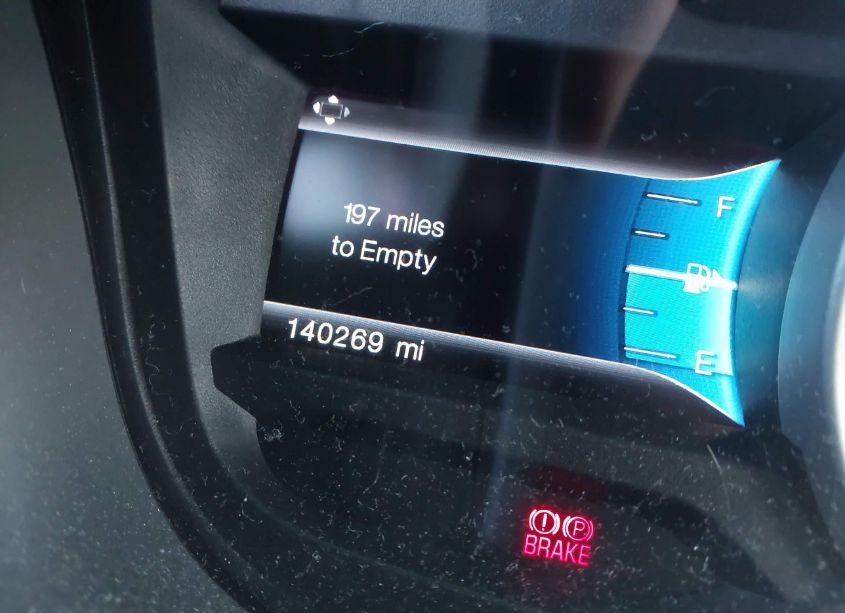 197 miles
to Empty
F
E
140269 mi
(!) (P)
BRAKE